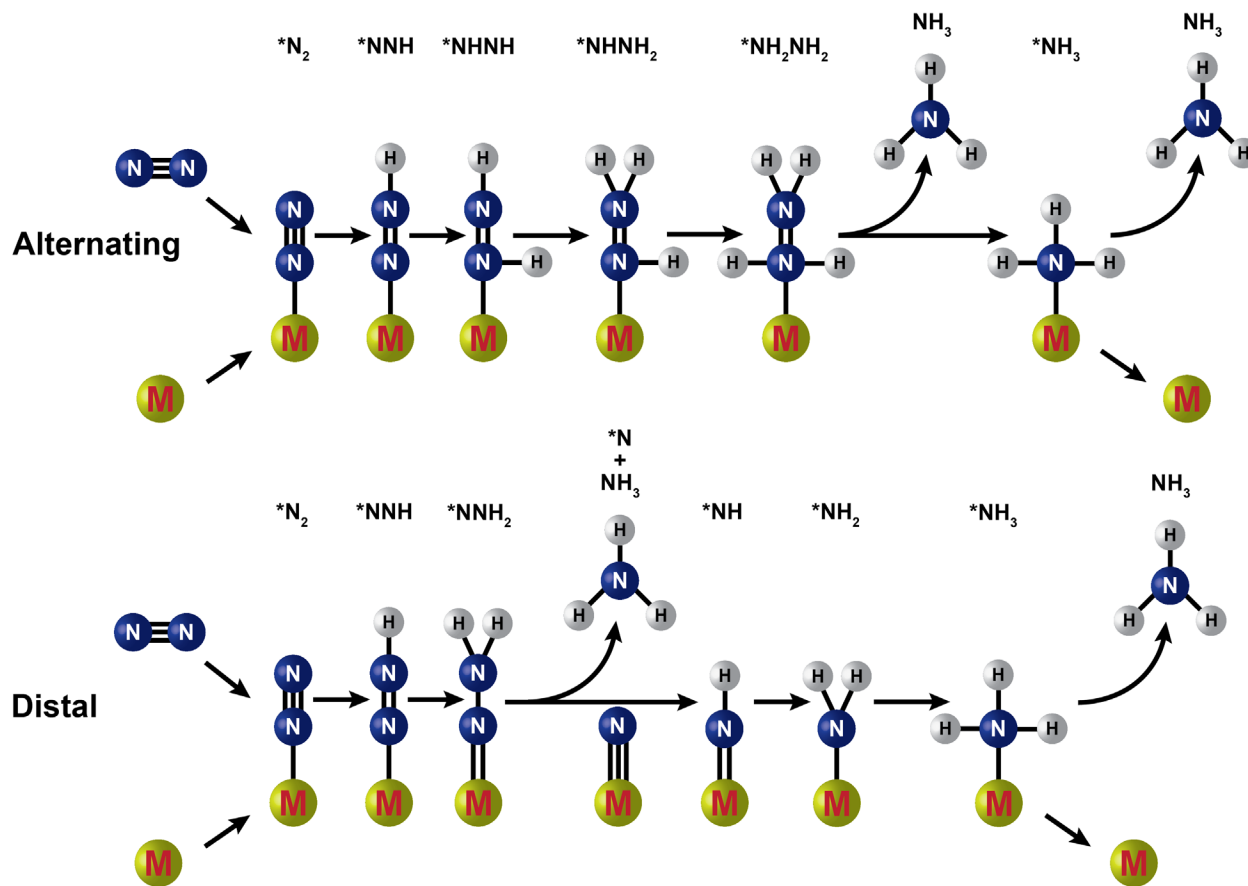 NH₃ NH₃
*N₂ *NNH *NHNH *NHNH₂ *NH₂NH₂ *NH₃
H H
N N
H H H H
N N
H H H H H H H H
N N N N N N H
Alternating
N N N H N H H N H H N H
M M M M M M
M M
*N
+
NH₃ NH₃
*N₂ *NNH *NNH₂ *NH *NH₂ *NH₃
H H
N N
H H H H
N N H H H
N N N H H H H
Distal
N N N N N N H N H
M M M M M M M
M M